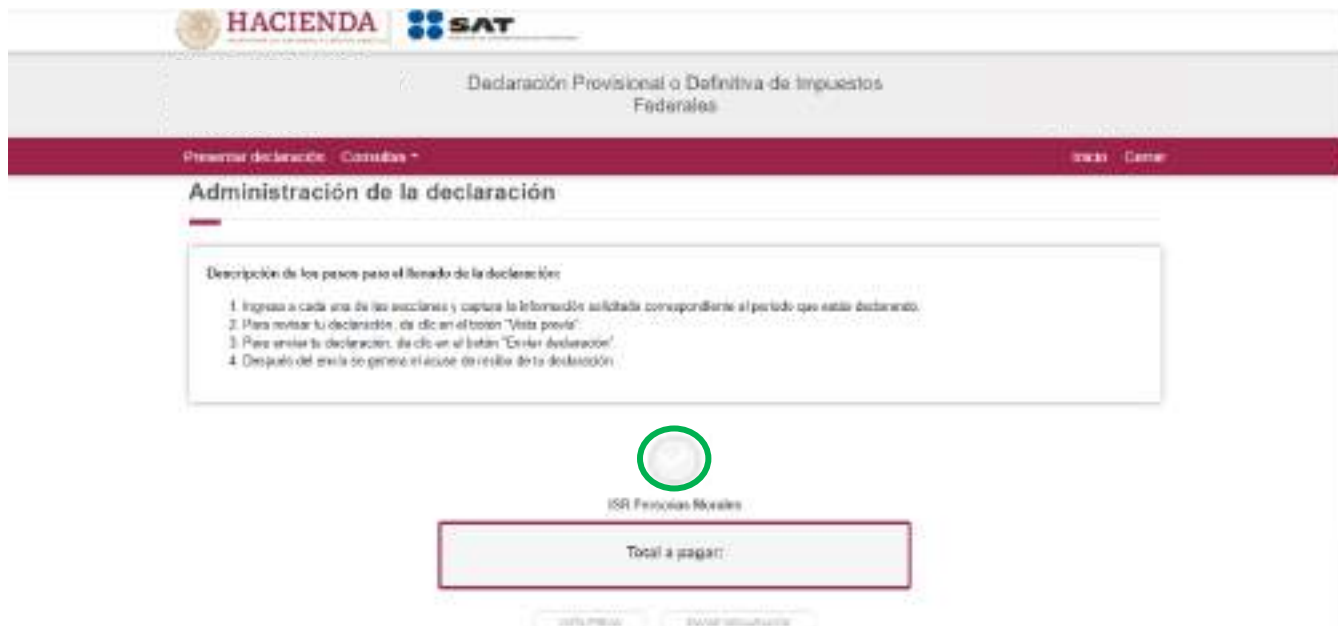 HACIENDA SAT
Declaración Provisional o Definitiva de Impuestos
Federales
Presentar declaración Consultas Inicio Cerrar
Administración de la declaración
Descripción de los pasos para el llenado de la declaración:
1. Ingresa a cada una de las secciones y captura la información solicitada correspondiente al periodo que estás declarando.
2. Para revisar tu declaración, da clic en el botón "Vista previa".
3. Para enviar tu declaración, da clic en el botón "Enviar declaración".
4. Después del envío se genera el acuse de recibo de tu declaración
ISR Personas Morales
Total a pagar: